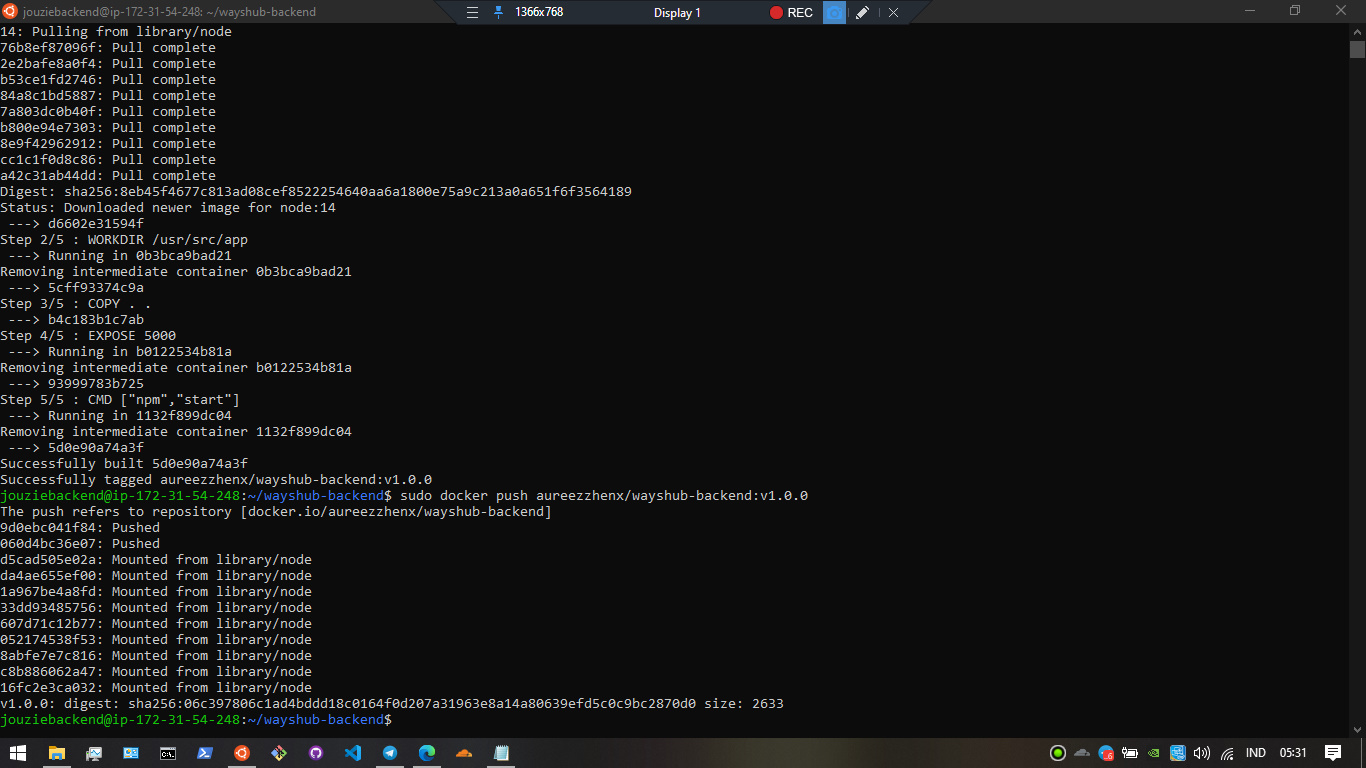 jouziebackend@ip-172-31-54-248: ~/wayshub-backend
1366x768
Display 1
REC
14: Pulling from library/node
76b8ef87096f: Pull complete
2e2bafe8a0f4: Pull complete
b53ce1fd2746: Pull complete
84a8c1bd5887: Pull complete
7a803dc0b40f: Pull complete
b800e94e7303: Pull complete
8e9f42962912: Pull complete
cc1c1f0d8c86: Pull complete
a42c31ab44dd: Pull complete
Digest: sha256:8eb45f4677c813ad08cef8522254640aa6a1800e75a9c213a0a651f6f3564189
Status: Downloaded newer image for node:14
 ---> d6602e31594f
Step 2/5 : WORKDIR /usr/src/app
 ---> Running in 0b3bca9bad21
Removing intermediate container 0b3bca9bad21
 ---> 5cff93374c9a
Step 3/5 : COPY . .
 ---> b4c183b1c7ab
Step 4/5 : EXPOSE 5000
 ---> Running in b0122534b81a
Removing intermediate container b0122534b81a
 ---> 93999783b725
Step 5/5 : CMD ["npm","start"]
 ---> Running in 1132f899dc04
Removing intermediate container 1132f899dc04
 ---> 5d0e90a74a3f
Successfully built 5d0e90a74a3f
Successfully tagged aureezzhenx/wayshub-backend:v1.0.0
jouziebackend@ip-172-31-54-248:~/wayshub-backend$ sudo docker push aureezzhenx/wayshub-backend:v1.0.0
The push refers to repository [docker.io/aureezzhenx/wayshub-backend]
9d0ebc041f84: Pushed
060d4bc36e07: Pushed
d5cad505e02a: Mounted from library/node
da4ae655ef00: Mounted from library/node
1a967be4a8fd: Mounted from library/node
33dd93485756: Mounted from library/node
607d71c12b77: Mounted from library/node
052174538f53: Mounted from library/node
8abfe7e7c816: Mounted from library/node
c8b886062a47: Mounted from library/node
16fc2e3ca032: Mounted from library/node
v1.0.0: digest: sha256:06c397806c1ad4bddd18c0164f0d207a31963e8a14a80639efd5c0c9bc2870d0 size: 2633
jouziebackend@ip-172-31-54-248:~/wayshub-backend$
IND
05:31